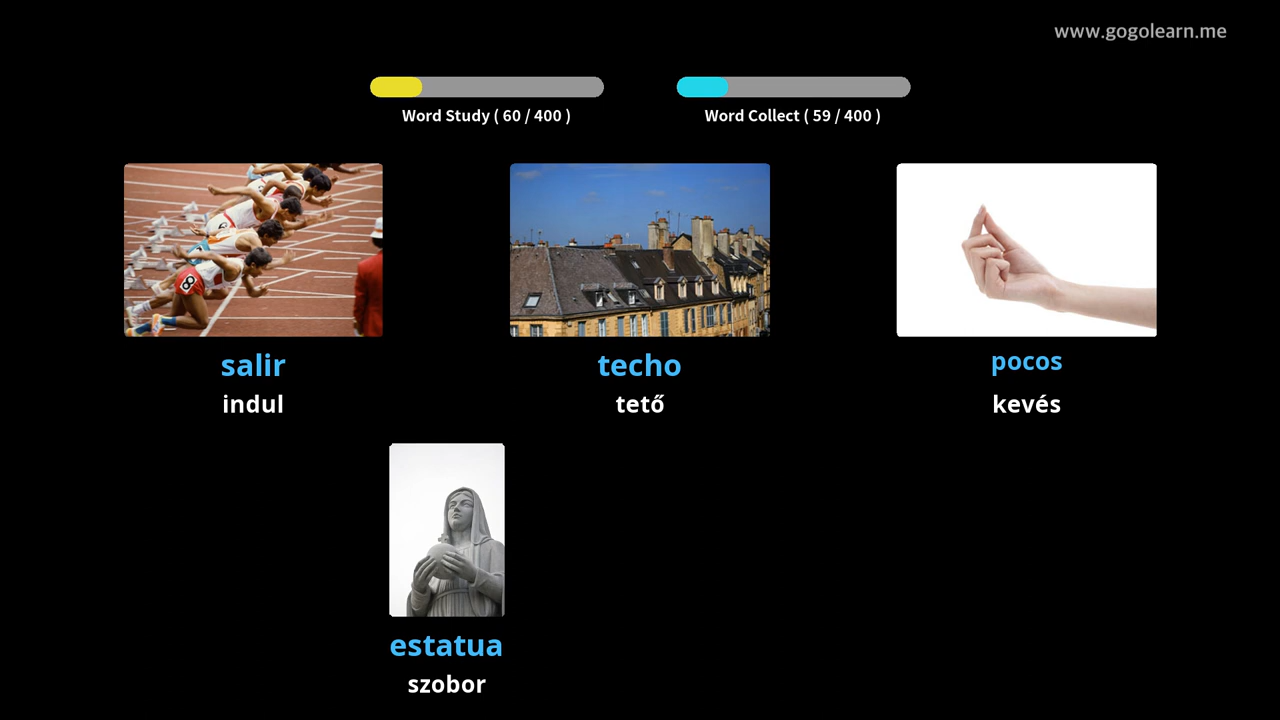 www.gogolearn.me
Word Study ( 60 / 400 )
Word Collect ( 59 / 400 )
8
salir
indul
techo
tető
pocos
kevés
estatua
szobor